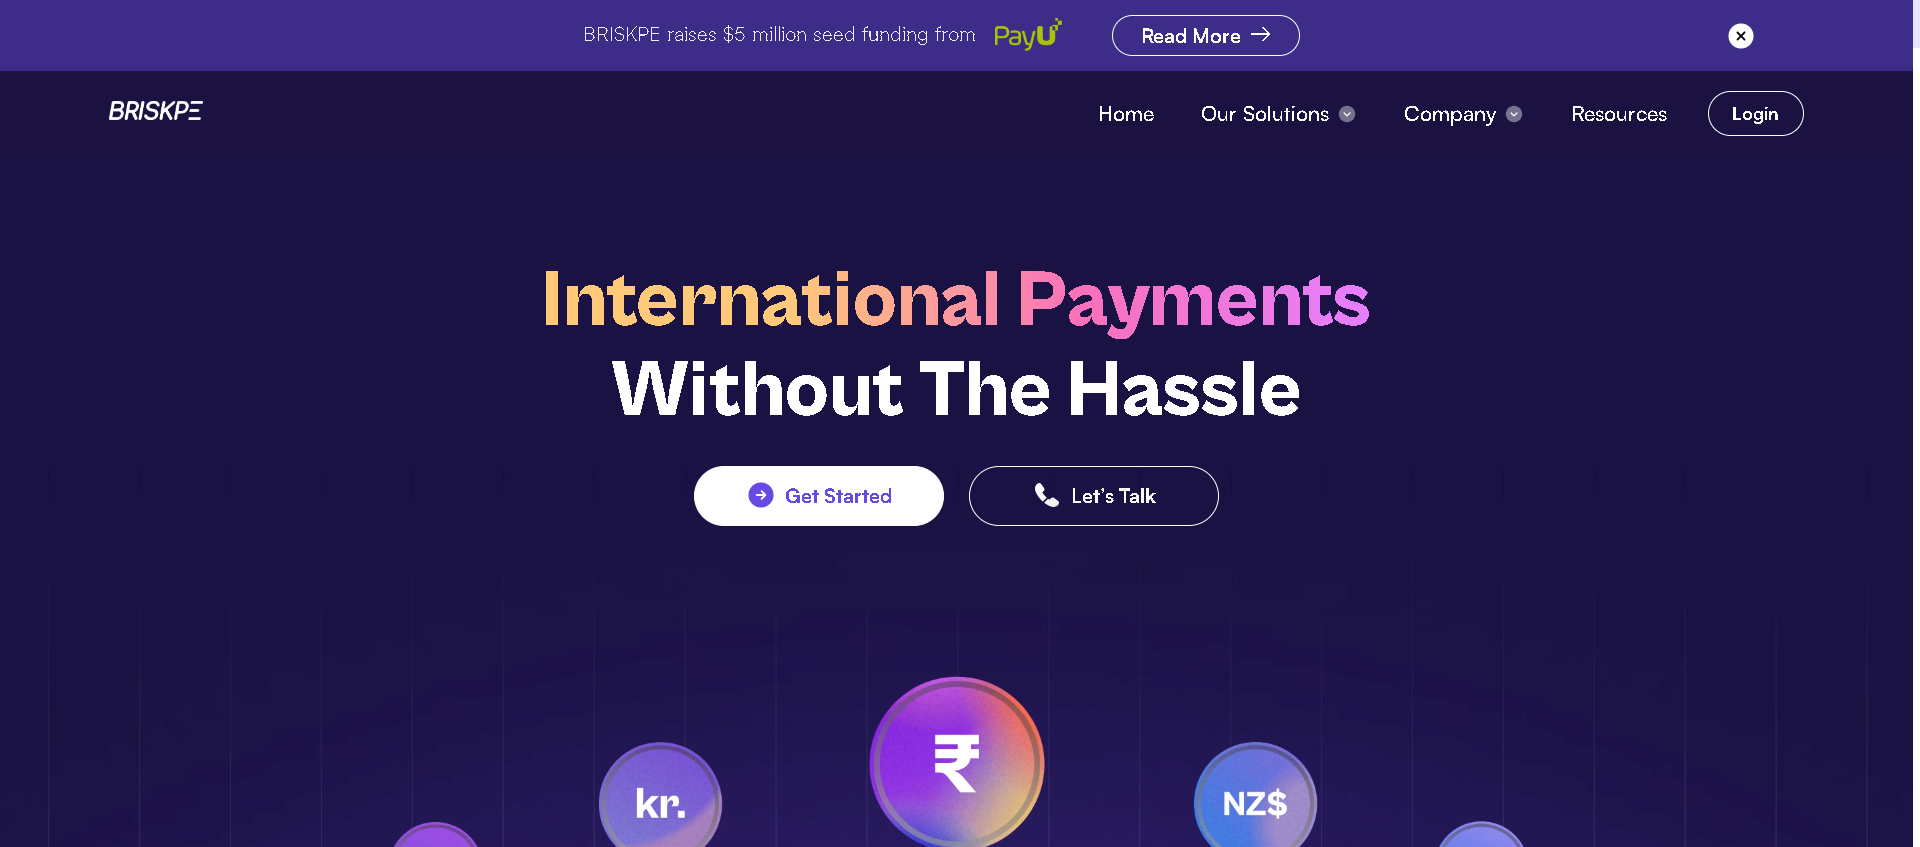 BRISKPE raises $5 million seed funding from PayU Read More
BRISKPE Home Our Solutions Company Resources Login
International Payments
Without The Hassle
Get Started Let’s Talk
₹
kr. NZ$